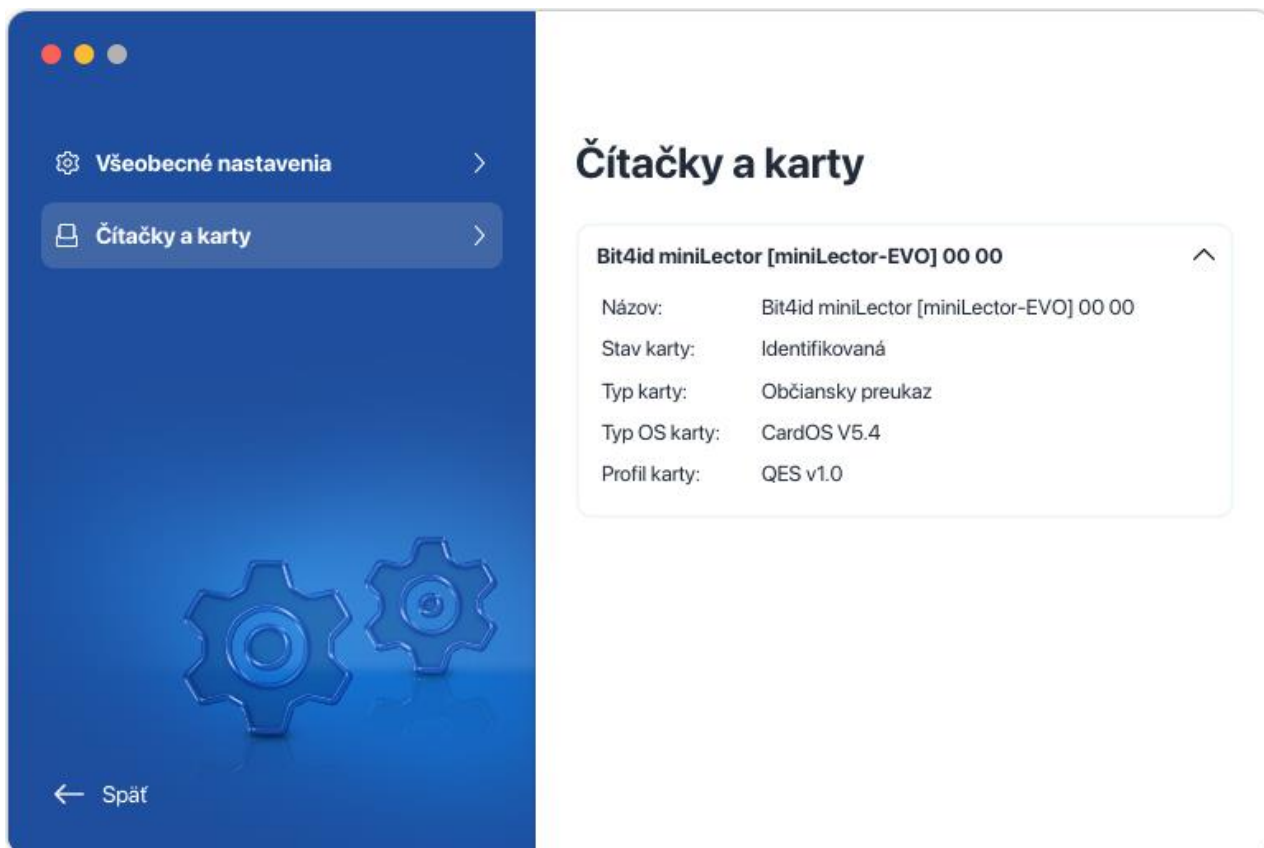 Všeobecné nastavenia
Čítačky a karty
Späť
Čítačky a karty
Bit4id miniLector [miniLector-EVO] 00 00
Názov: Bit4id miniLector [miniLector-EVO] 00 00
Stav karty: Identifikovaná
Typ karty: Občiansky preukaz
Typ OS karty: CardOS V5.4
Profil karty: QES v1.0